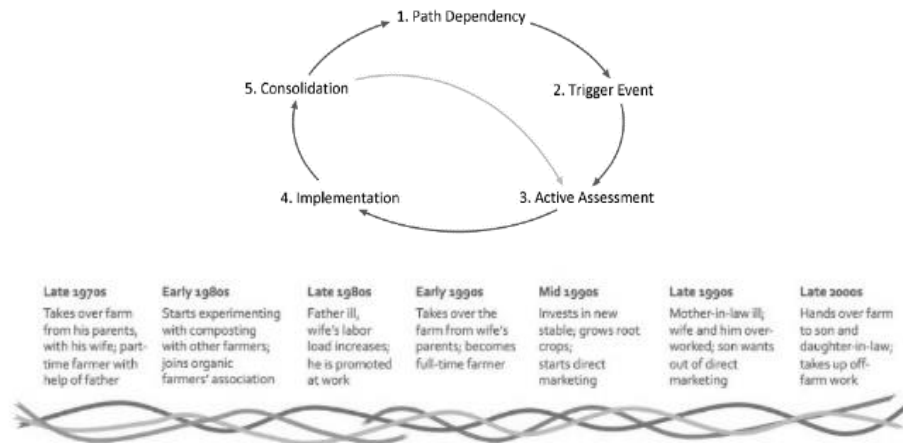 1. Path Dependency
5. Consolidation
2. Trigger Event
4. Implementation
3. Active Assessment
Late 1970s
Takes over farm
from his parents,
with his wife; part-
time farmer with
help of father
Early 1980s
Starts experimenting
with composting
with other farmers;
joins organic
farmers' association
Late 1980s
Father ill,
wife's labor
load increases;
he is promoted
at work
Early 1990s
Takes over the
farm from wife's
parents; becomes
full-time farmer
Mid 1990s
Invests in new
stable; grows root
crops;
starts direct
marketing
Late 1990s
Mother-in-law ill;
wife and him over-
worked; son wants
out of direct
marketing
Late 2000s
Hands over farm
to son and
daughter-in-law;
takes up off-
farm work